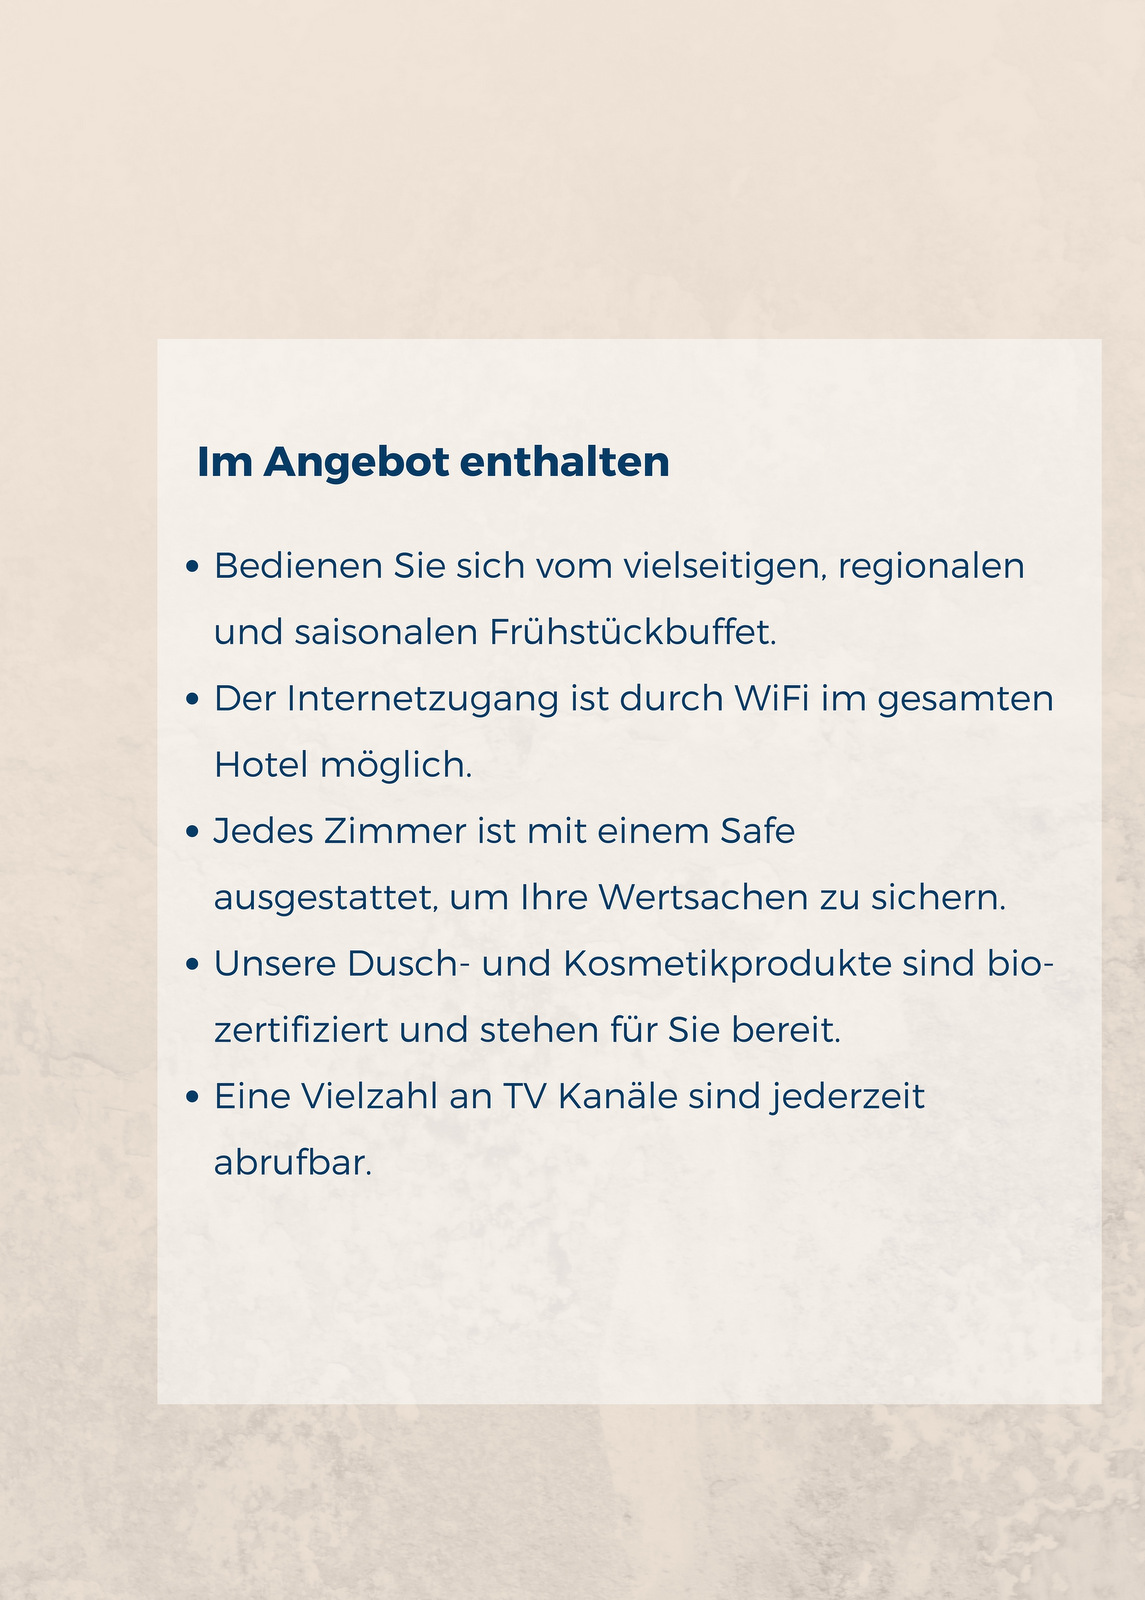 Im Angebot enthalten
• Bedienen Sie sich vom vielseitigen, regionalen
und saisonalen Frühstückbuffet.
• Der Internetzugang ist durch WiFi im gesamten
Hotel möglich.
• Jedes Zimmer ist mit einem Safe
ausgestattet, um Ihre Wertsachen zu sichern.
• Unsere Dusch- und Kosmetikprodukte sind bio-
zertifiziert und stehen für Sie bereit.
• Eine Vielzahl an TV Kanäle sind jederzeit
abrufbar.